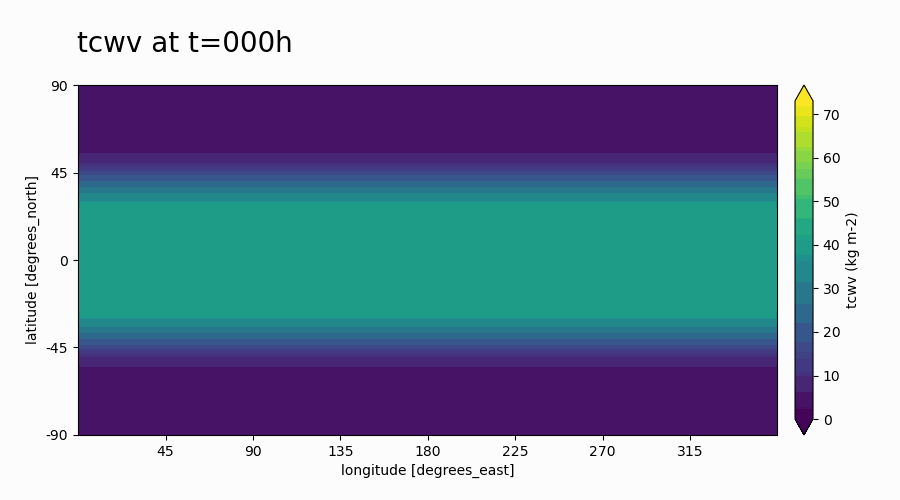 tcwv at t=000h
90
45
0
-45
-90
latitude [degrees_north]
45 90 135 180 225 270 315
longitude [degrees_east]
70
60
50
40
30
20
10
0
tcwv (kg m-2)